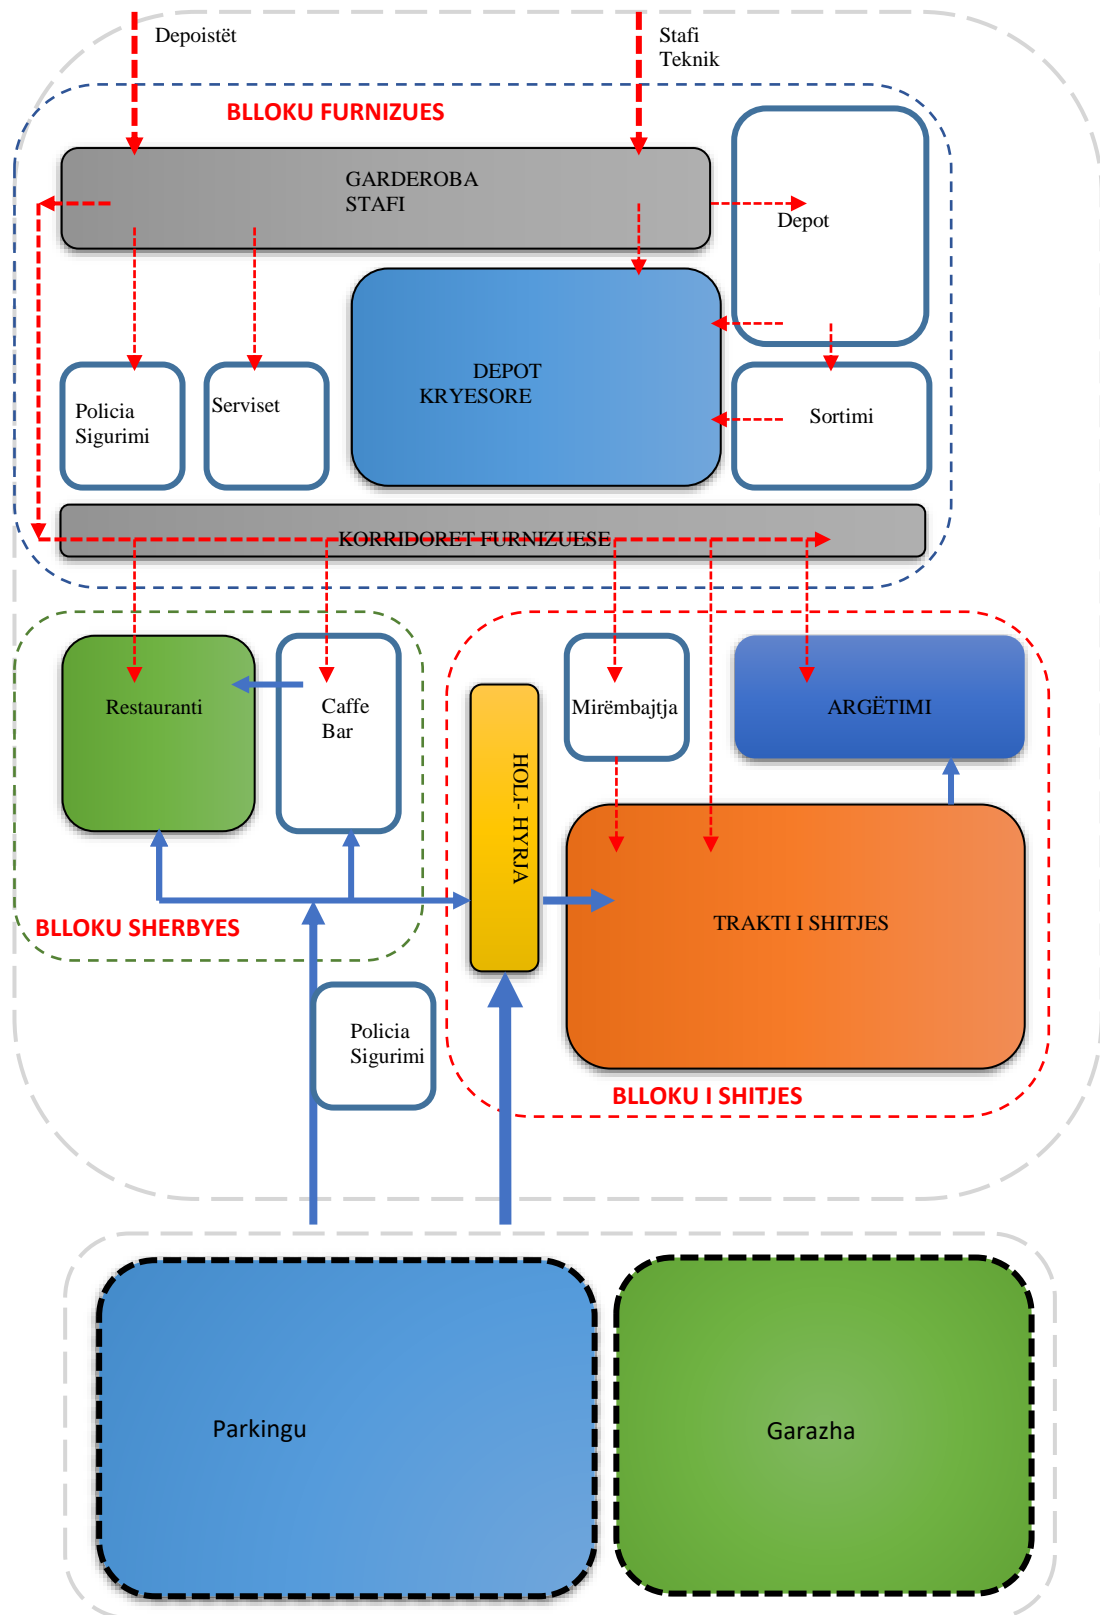 Depoistët
Stafi
Teknik
BLLOKU FURNIZUES
GARDEROBA
STAFI
Depot
DEPOT
KRYESORE
Policia
Sigurimi
Serviset
Sortimi
KORRIDORET FURNIZUESE
Restauranti
Caffe
Bar
Mirëmbajtja
ARGËTIMI
HOLI- HYRJA
TRAKTI I SHITJES
BLLOKU SHERBYES
Policia
Sigurimi
BLLOKU I SHITJES
Parkingu
Garazha